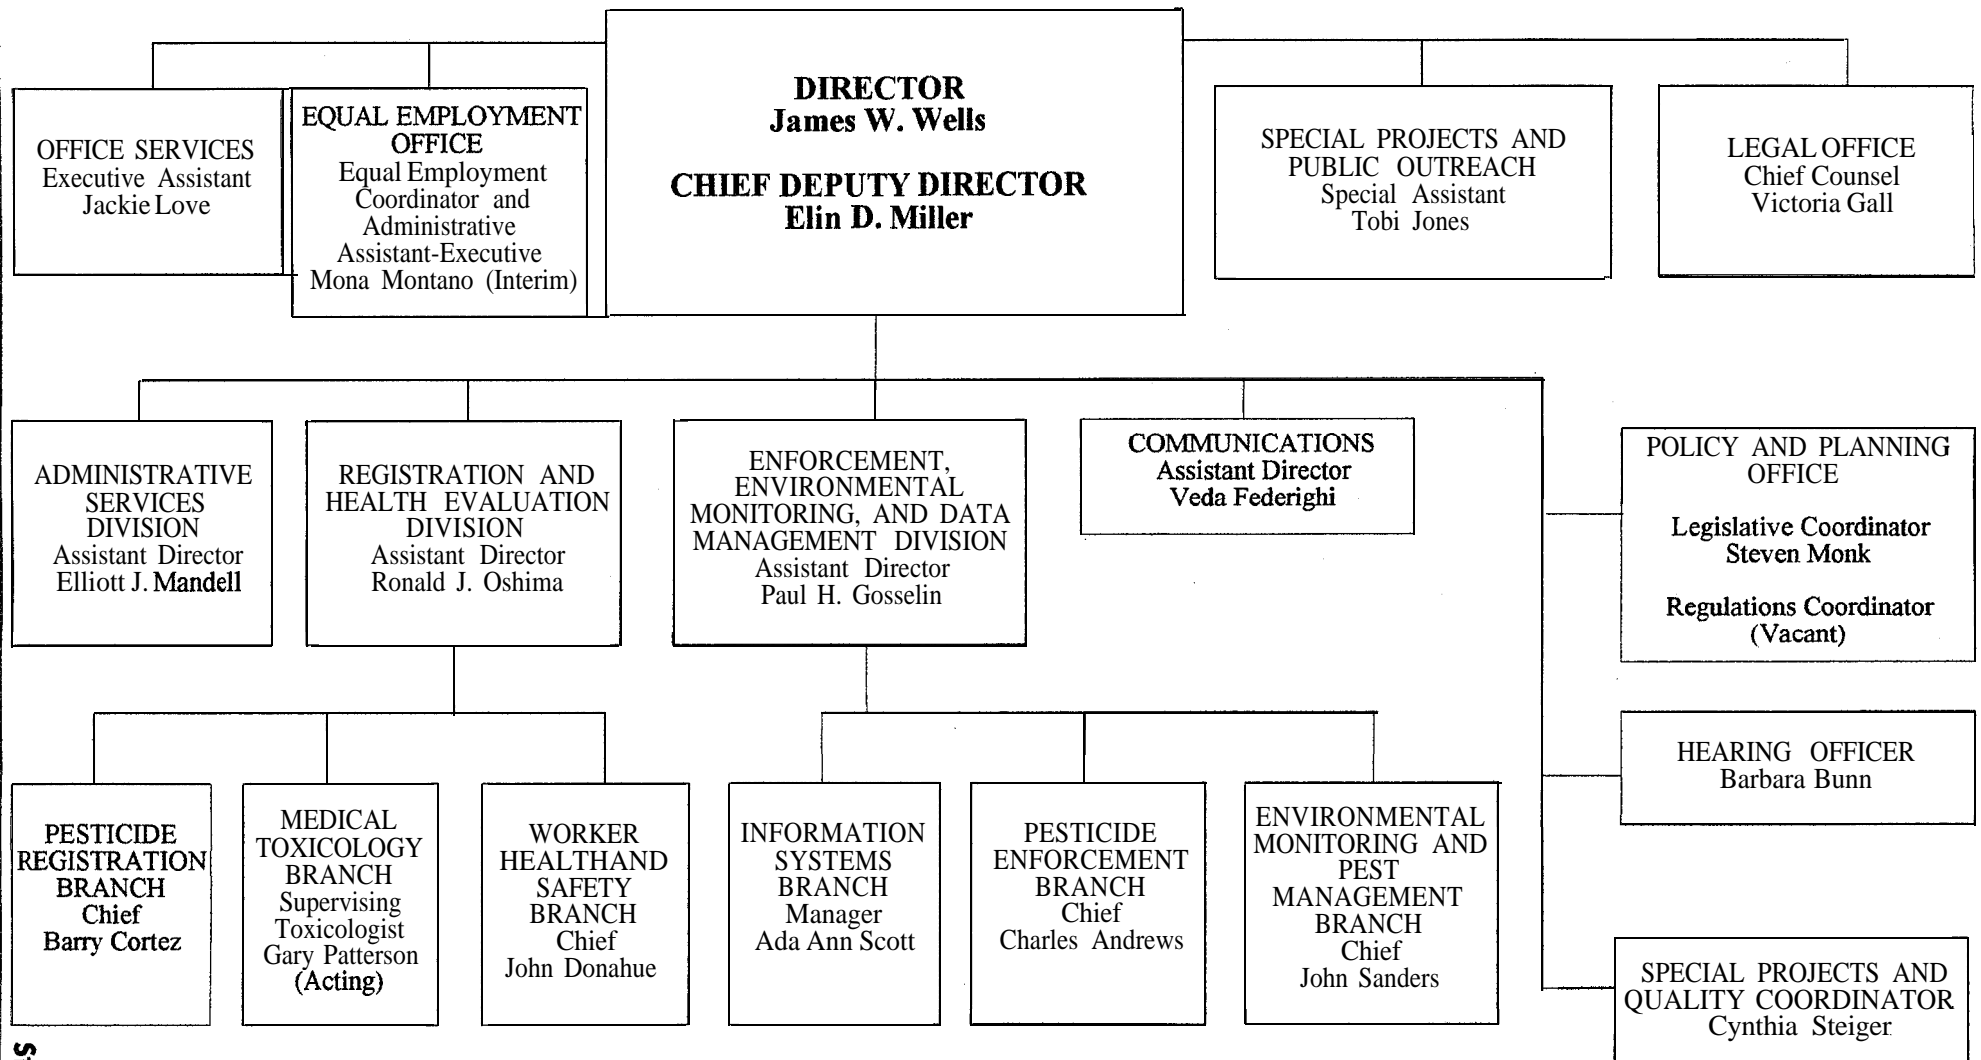 DIRECTOR
James W. Wells
CHIEF DEPUTY DIRECTOR
Elin D. Miller
OFFICE SERVICES
Executive Assistant
Jackie Love
EQUAL EMPLOYMENT
OFFICE
Equal Employment
Coordinator and
Administrative
Assistant-Executive
Mona Montano (Interim)
SPECIAL PROJECTS AND
PUBLIC OUTREACH
Special Assistant
Tobi Jones
LEGAL OFFICE
Chief Counsel
Victoria Gall
ADMINISTRATIVE
SERVICES
DIVISION
Assistant Director
Elliott J. Mandell
REGISTRATION AND
HEALTH EVALUATION
DIVISION
Assistant Director
Ronald J. Oshima
ENFORCEMENT,
ENVIRONMENTAL
MONITORING, AND DATA
MANAGEMENT DIVISION
Assistant Director
Paul H. Gosselin
COMMUNICATIONS
Assistant Director
Veda Federighi
POLICY AND PLANNING
OFFICE
Legislative Coordinator
Steven Monk
Regulations Coordinator
(Vacant)
HEARING OFFICER
Barbara Bunn
PESTICIDE
REGISTRATION
BRANCH
Chief
Barry Cortez
MEDICAL
TOXICOLOGY
BRANCH
Supervising
Toxicologist
Gary Patterson
(Acting)
WORKER
HEALTHAND
SAFETY
BRANCH
Chief
John Donahue
INFORMATION
SYSTEMS
BRANCH
Manager
Ada Ann Scott
PESTICIDE
ENFORCEMENT
BRANCH
Chief
Charles Andrews
ENVIRONMENTAL
MONITORING AND
PEST
MANAGEMENT
BRANCH
Chief
John Sanders
SPECIAL PROJECTS AND
QUALITY COORDINATOR
Cynthia Steiger